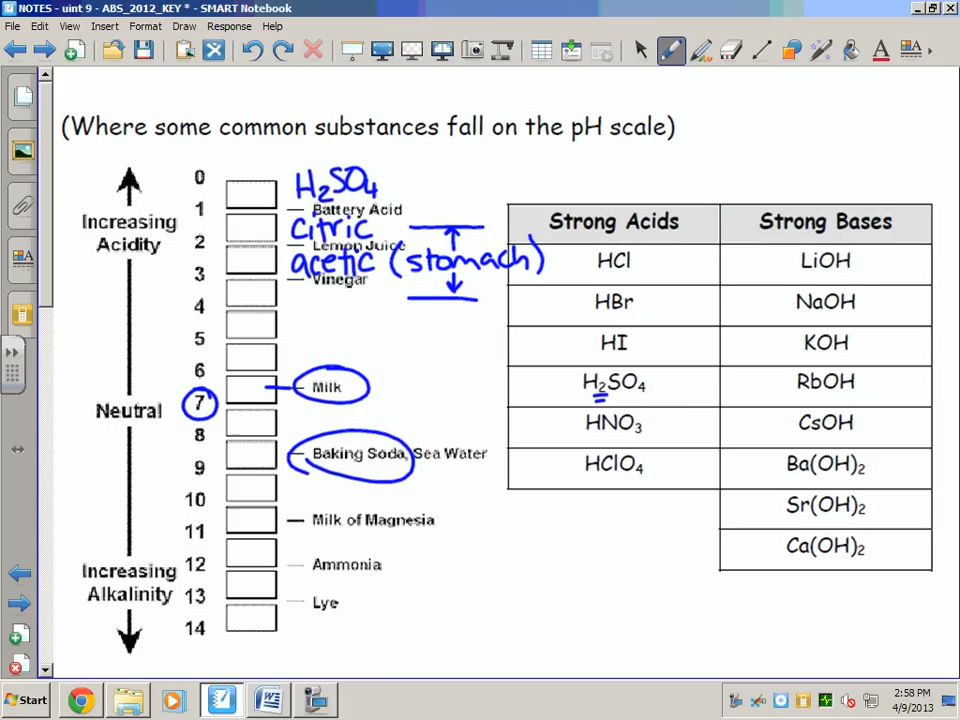 NOTES - uint 9 - ABS_2012_KEY * - SMART Notebook
File Edit View Insert Format Draw Response Help
(Where some common substances fall on the pH scale)
Increasing
Acidity
Neutral
Increasing
Alkalinity
0
1
2
3
4
5
6
7
8
9
10
11
12
13
14
H2SO4
Battery Acid
citric
Lemon Juice
acetic (stomach)
Vinegar
Milk
Baking Soda, Sea Water
Milk of Magnesia
Ammonia
Lye
Strong Acids Strong Bases
HCl LiOH
HBr NaOH
HI KOH
H2SO4 RbOH
HNO3 CsOH
HClO4 Ba(OH)2
Sr(OH)2
Ca(OH)2
Start
2:58 PM
4/9/2013